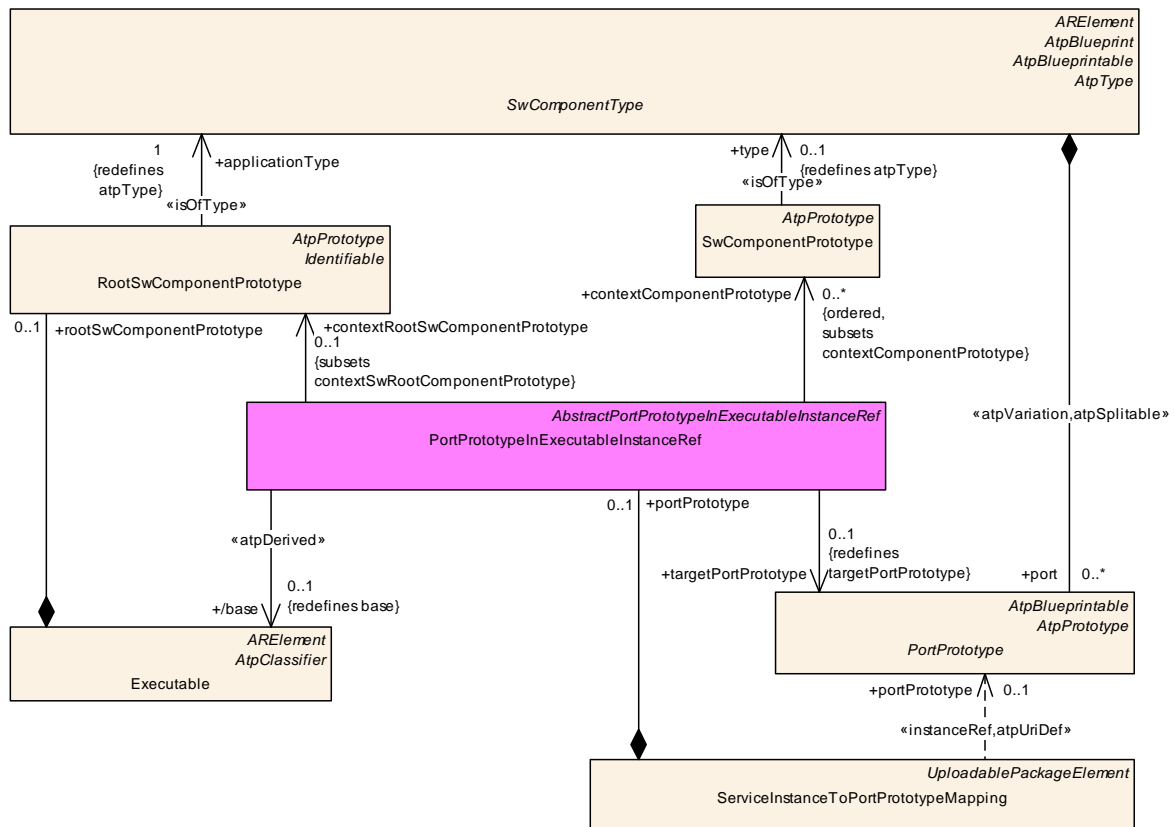 ARElement
AtpBlueprint
AtpBlueprintable
AtpType
SwComponentType
1
{redefines
atpType}
+applicationType
«isOfType»
+type
0..1
{redefines atpType}
«isOfType»
AtpPrototype
Identifiable
RootSwComponentPrototype
AtpPrototype
SwComponentPrototype
0..1
+rootSwComponentPrototype
+contextRootSwComponentPrototype
0..1
{subsets
contextSwRootComponentPrototype}
+contextComponentPrototype
0..*
{ordered,
subsets
contextComponentPrototype}
«atpVariation,atpSplitable»
AbstractPortPrototypeInExecutableInstanceRef
PortPrototypeInExecutableInstanceRef
«atpDerived»
0..1
{redefines base}
+/base
0..1
+portPrototype
0..1
{redefines
targetPortPrototype}
+targetPortPrototype
+port
0..*
ARElement
AtpClassifier
Executable
AtpBlueprintable
AtpPrototype
PortPrototype
+portPrototype
0..1
«instanceRef,atpUriDef»
UploadablePackageElement
ServiceInstanceToPortPrototypeMapping